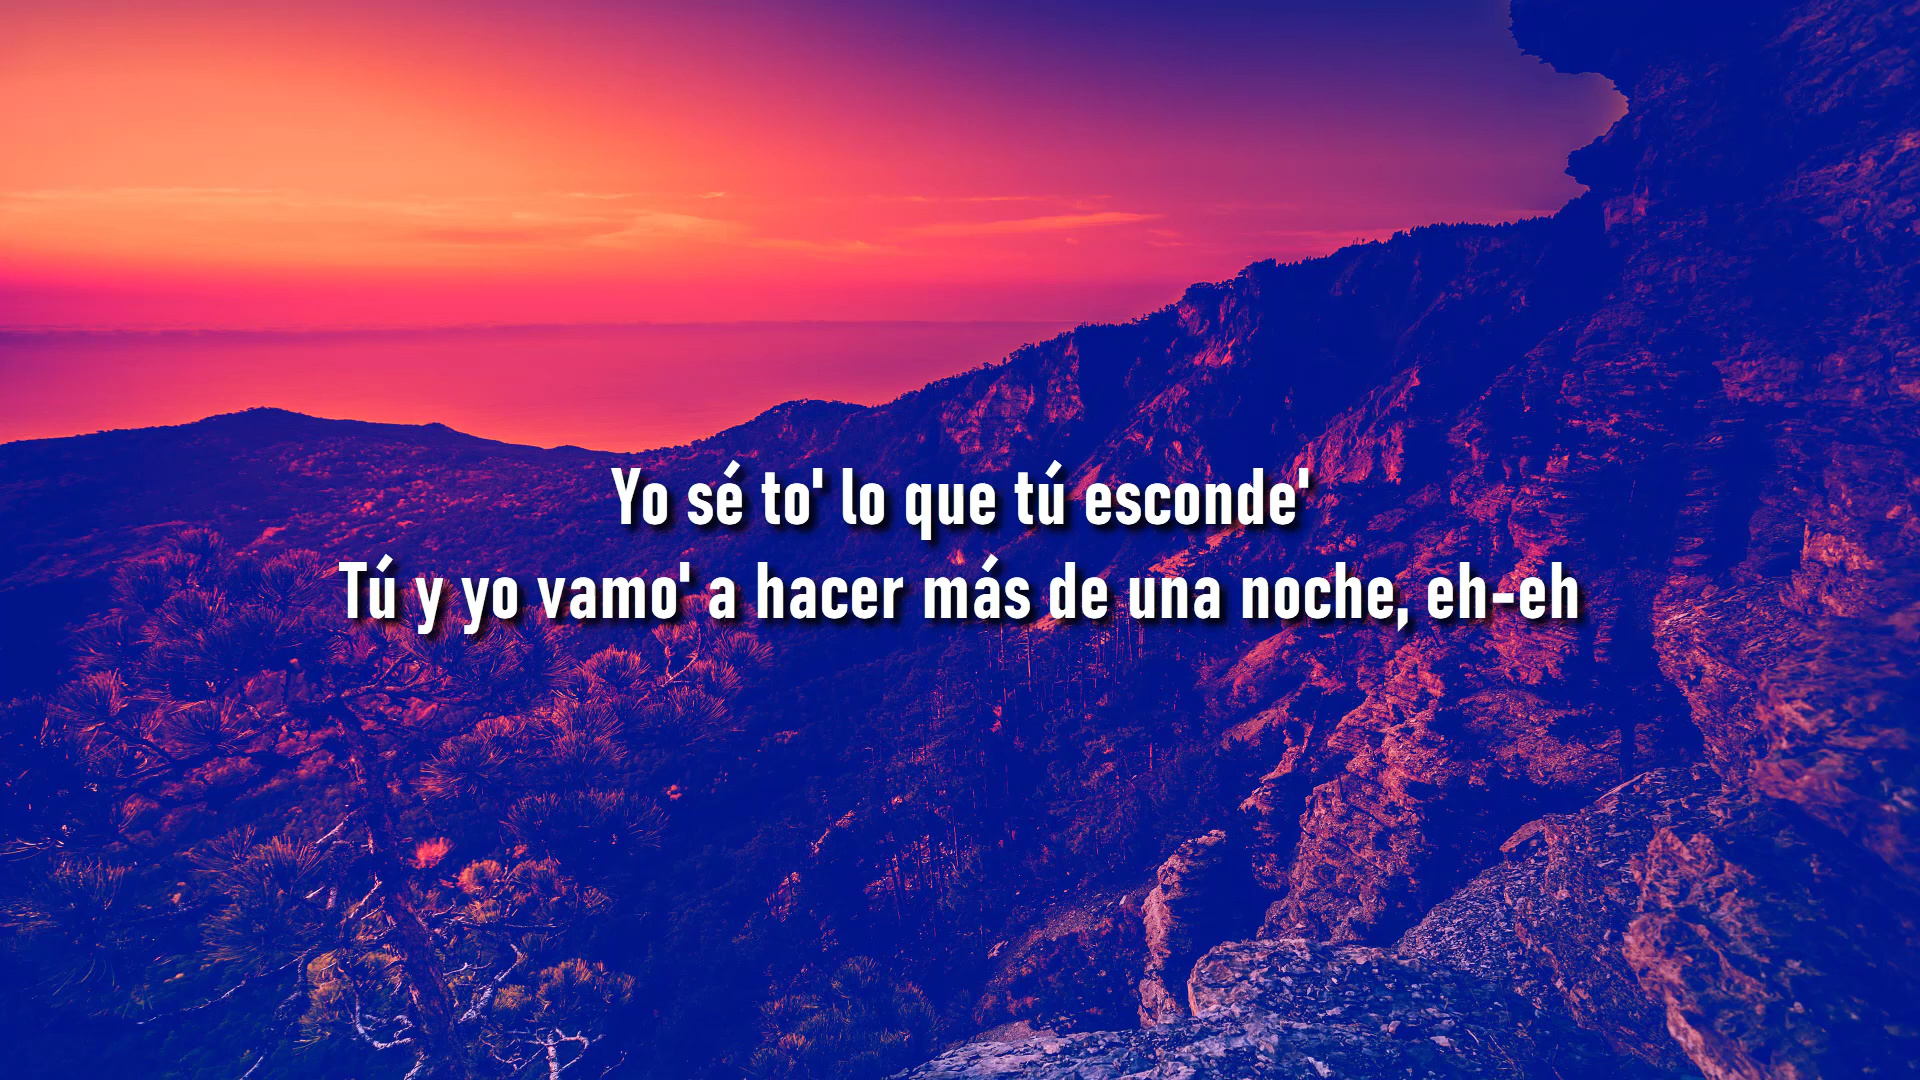 Yo sé to' lo que tú esconde'
Tú y yo vamo' a hacer más de una noche, eh-eh